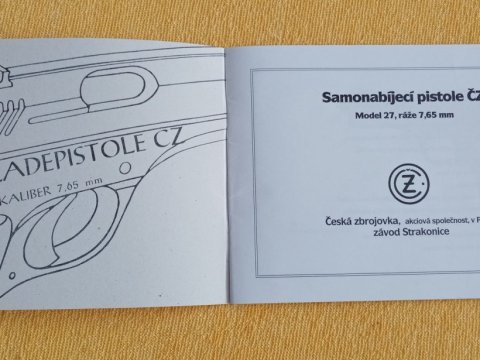 LADEPISTOLE CZ
KALIBER 7,65 mm
Samonabíjecí pistole ČZ
Model 27, ráže 7,65 mm
CZ
Česká zbrojovka, akciová společnost, v
závod Strakonice